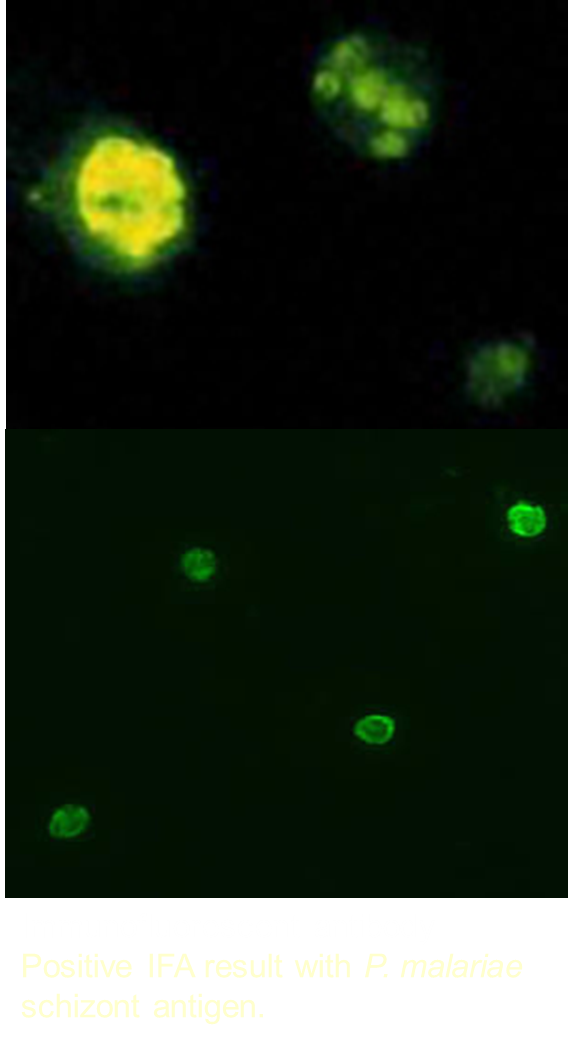 Positive IFA result with P. malariae
schizont antigen.